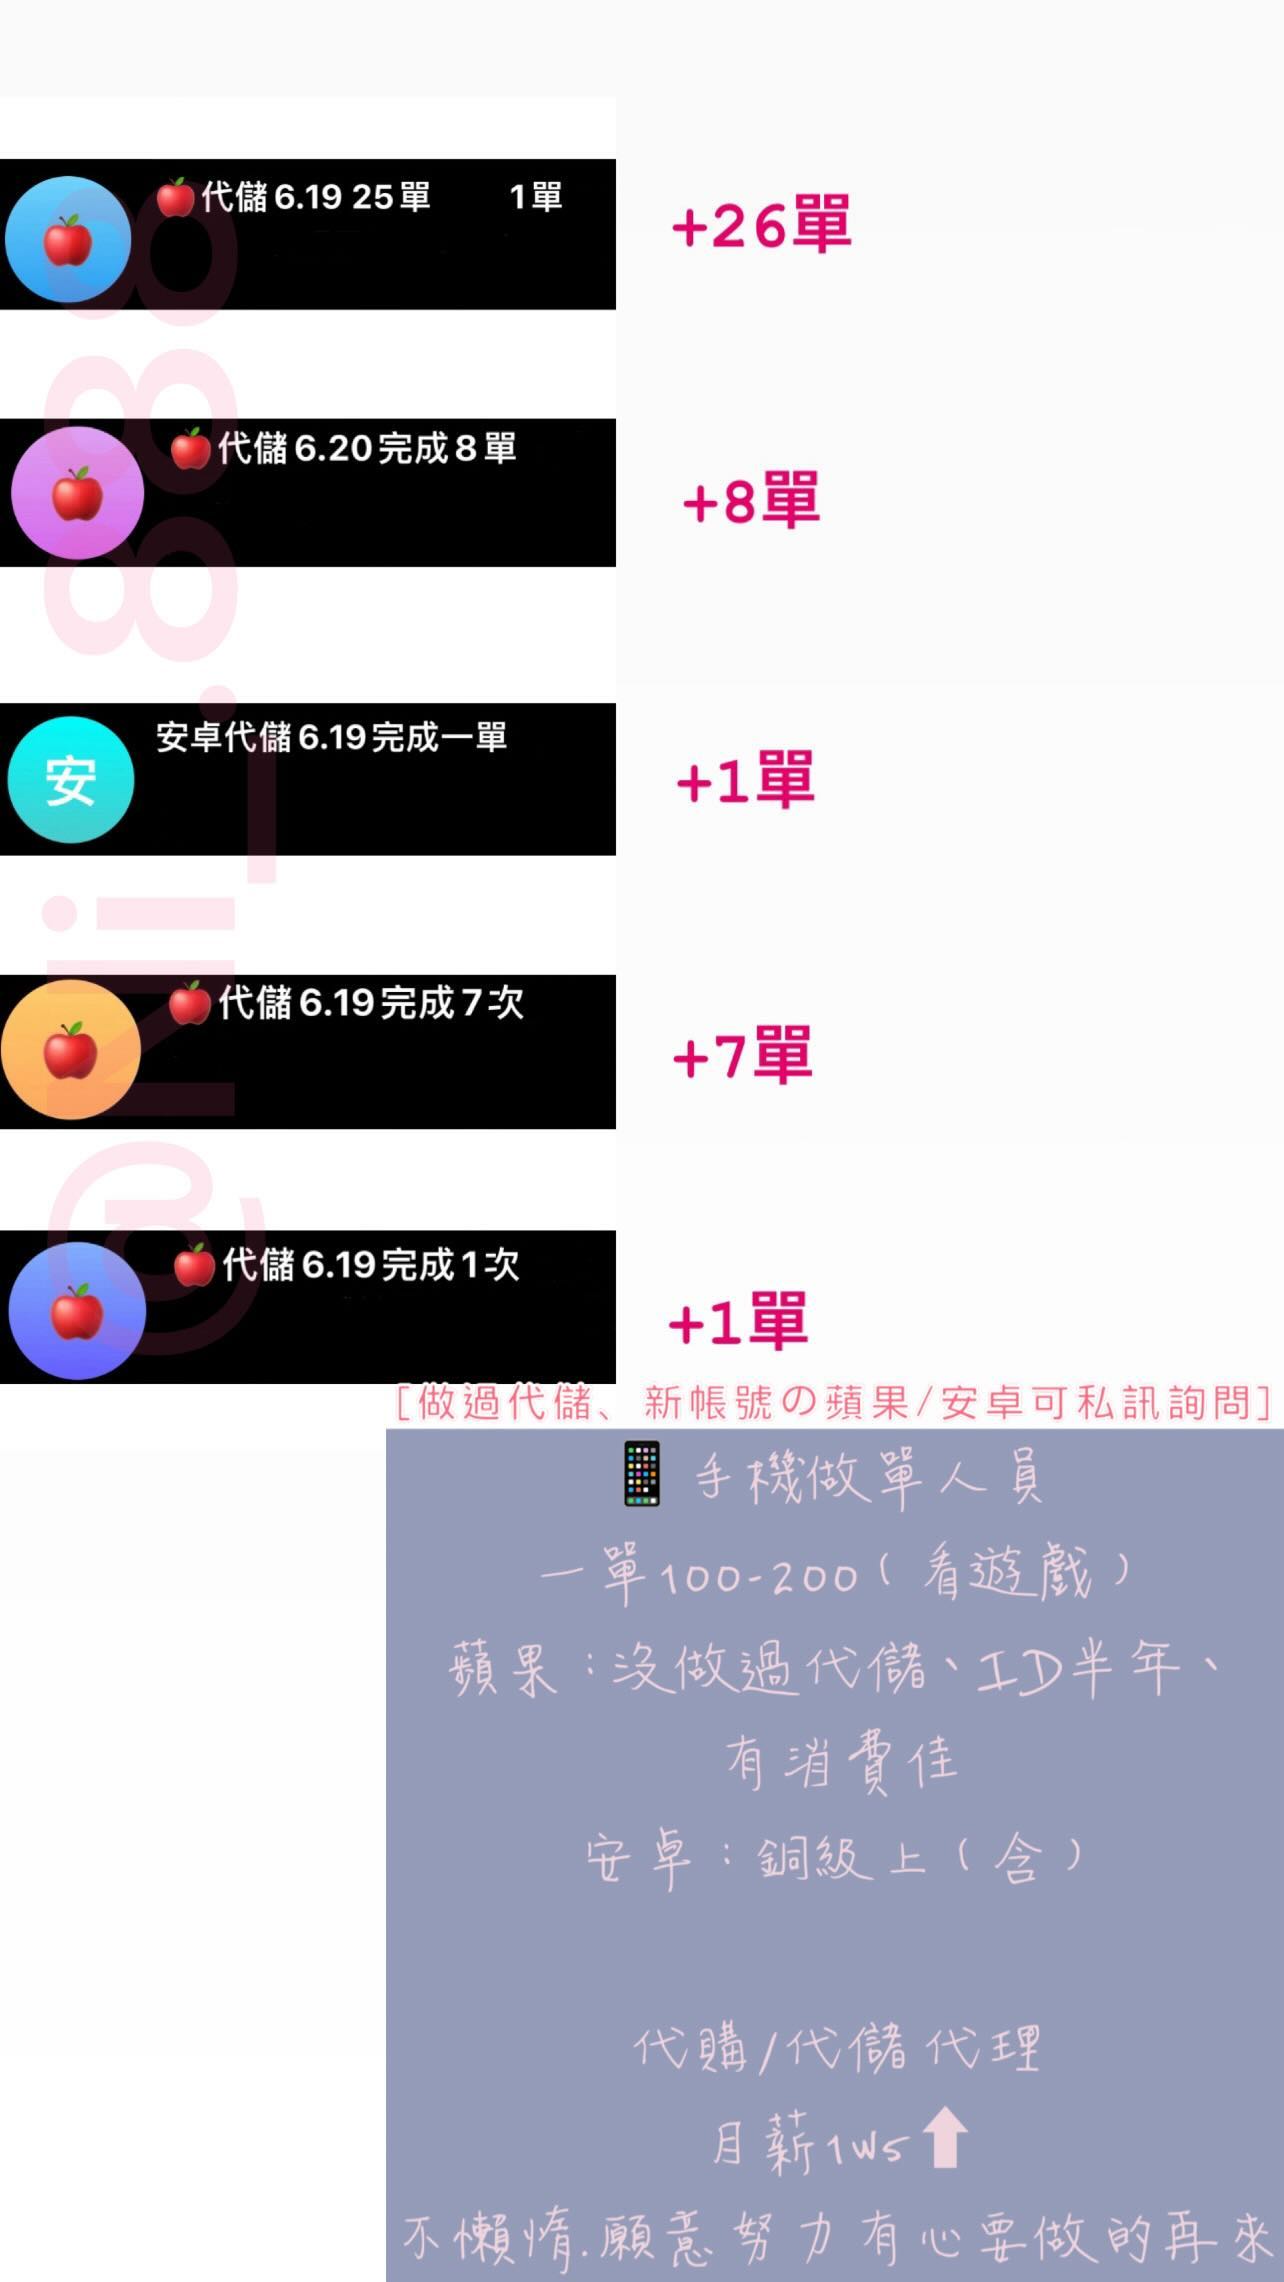 🍎代儲6.19 25單 1單
+26單
🍎代儲6.20完成8單
+8單
安卓代儲6.19完成一單
安
+1單
🍎代儲6.19完成7次
+7單
🍎代儲6.19完成1次
+1單
[做過代儲、新帳號の蘋果/安卓可私訊詢問]
📱手機做單人員
一單100-200(看遊戲)
蘋果:沒做過代儲、ID半年、
有消費佳
安卓:銅級上(含)
代購/代儲代理
月薪1W5⬆
不懶惰.願意努力有心要做的再來
@Nii_.8888